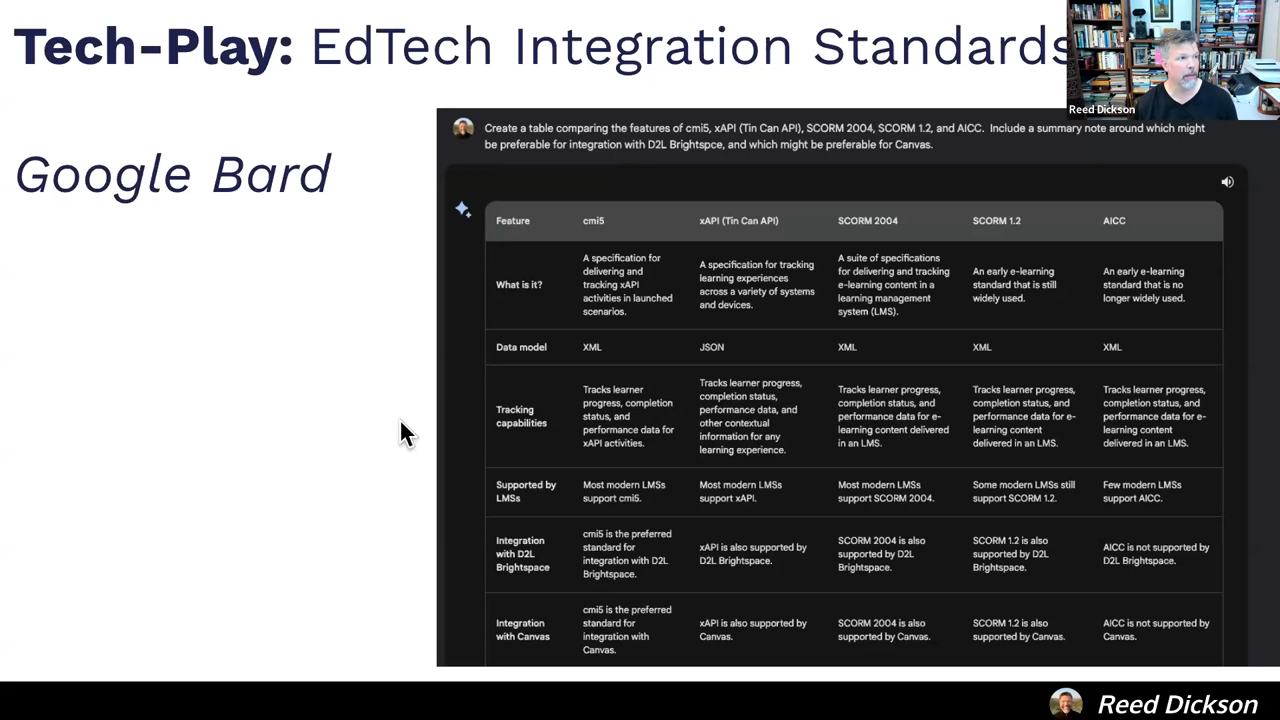 Tech-Play: EdTech Integration Standards
Reed Dickson
Google Bard
Create a table comparing the features of cmi5, xAPI (Tin Can API), SCORM 2004, SCORM 1.2, and AICC. Include a summary note around which might
be preferable for integration with D2L Brightspce, and which might be preferable for Canvas.
Feature cmi5 xAPI (Tin Can API) SCORM 2004 SCORM 1.2 AICC
What is it?
A specification for
delivering and
tracking xAPI
activities in launched
scenarios.
A specification for tracking
learning experiences
across a variety of systems
and devices.
A suite of specifications
for delivering and tracking
e-learning content in a
learning management
system (LMS).
An early e-learning
standard that is still
widely used.
An early e-learning
standard that is no
longer widely used.
Data model XML JSON XML XML XML
Tracking
capabilities
Tracks learner
progress, completion
status, and
performance data for
xAPI activities.
Tracks learner progress,
completion status,
performance data, and
other contextual
information for any
learning experience.
Tracks learner progress,
completion status, and
performance data for e-
learning content delivered
in an LMS.
Tracks learner progress,
completion status, and
performance data for e-
learning content
delivered in an LMS.
Tracks learner progress,
completion status, and
performance data for e-
learning content
delivered in an LMS.
Supported by
LMSs
Most modern LMSs
support cmi5.
Most modern LMSs
support xAPI.
Most modern LMSs
support SCORM 2004.
Some modern LMSs still
support SCORM 1.2.
Few modern LMSs
support AICC.
Integration
with D2L
Brightspace
cmi5 is the preferred
standard for
integration with D2L
Brightspace.
xAPI is also supported by
D2L Brightspace.
SCORM 2004 is also
supported by D2L
Brightspace.
SCORM 1.2 is also
supported by D2L
Brightspace.
AICC is not supported by
D2L Brightspace.
Integration
with Canvas
cmi5 is the preferred
standard for
integration with
Canvas.
xAPI is also supported by
Canvas.
SCORM 2004 is also
supported by Canvas.
SCORM 1.2 is also
supported by Canvas.
AICC is not supported by
Canvas.
Reed Dickson